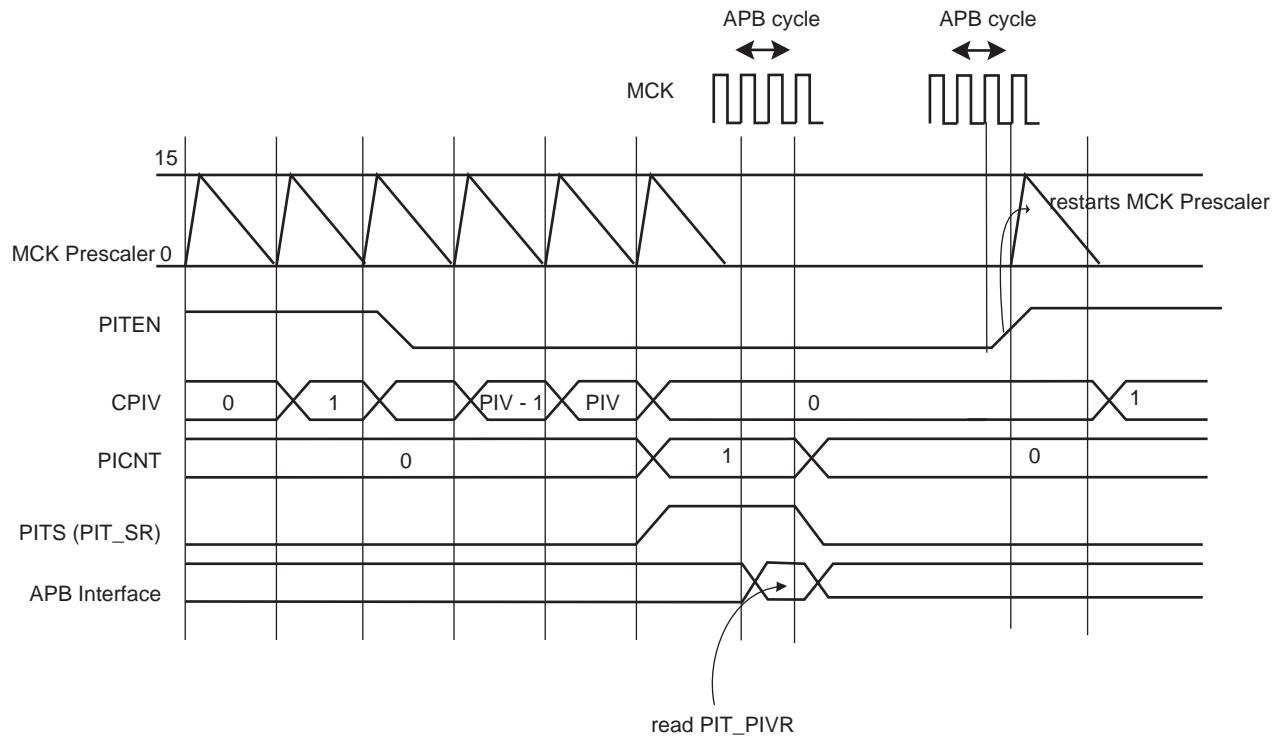 APB cycle
APB cycle
MCK
15
restarts MCK Prescaler
MCK Prescaler 0
PITEN
CPIV
0
1
PIV - 1
PIV
0
1
PICNT
0
1
0
PITS (PIT_SR)
APB Interface
read PIT_PIVR